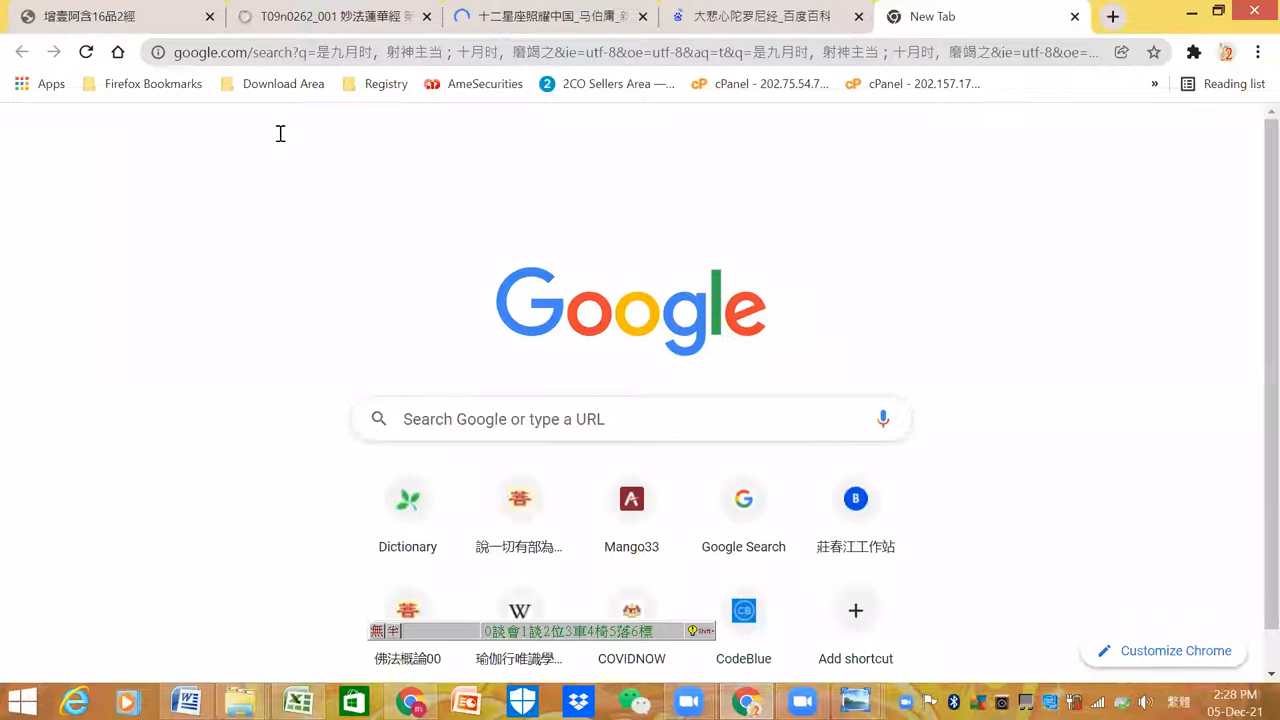 增壹阿含16品經
T09n0262_001 妙法蓮華經
十二星座照耀中国_马伯庸_
大悲心陀罗尼经_百度百科
New Tab
google.com/search?q=是九月时，射神主当；十月时，磨竭之&ie=utf-8&oe=utf-8&aq=t&q=是九月时，射神主当；十月时，磨竭之&ie=utf-8&oe=...
Apps
Firefox Bookmarks
Download Area
Registry
AmeSecurities
2CO Sellers Area —...
cPanel - 202.75.54.7...
cPanel - 202.157.17...
»
Reading list
Google
Search Google or type a URL
Dictionary
說一切有部為...
Mango33
Google Search
莊春江工作站
無半
0談會1談2位3車4椅5落6標
Shift+
佛法概論00
瑜伽行唯識學...
COVIDNOW
CodeBlue
Add shortcut
Customize Chrome
繁體
2:28 PM
05-Dec-21